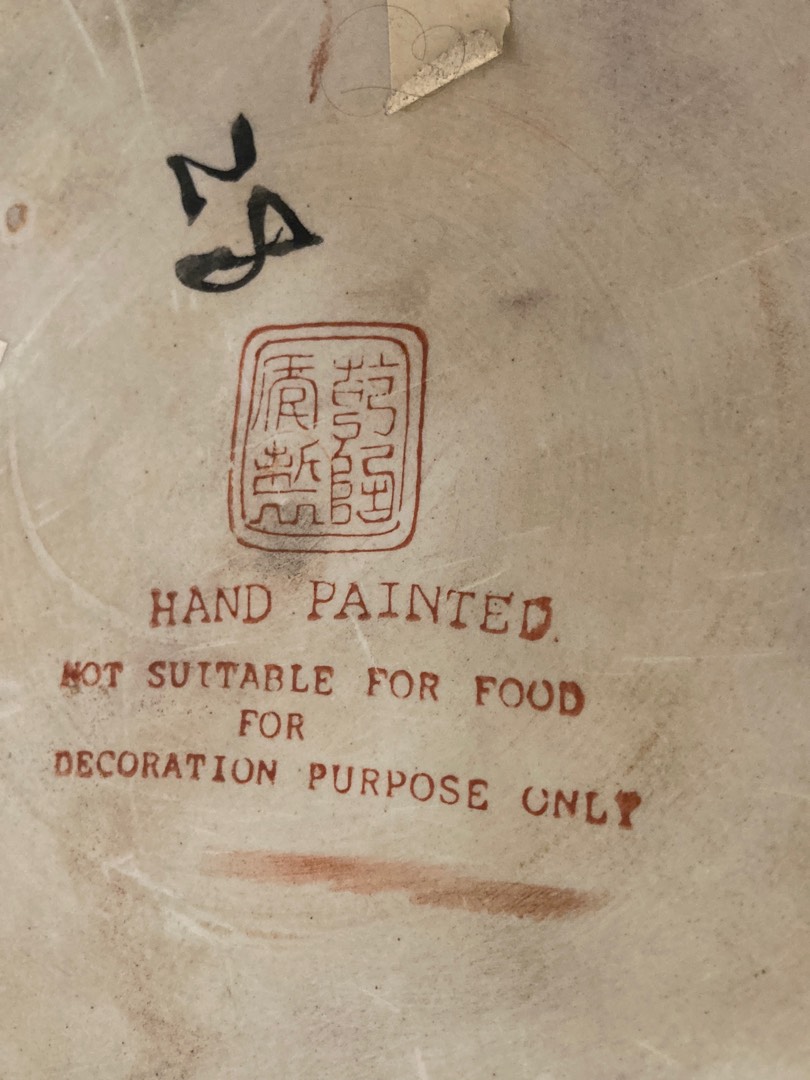 HAND PAINTED
NOT SUITABLE FOR FOOD
FOR
DECORATION PURPOSE ONLY